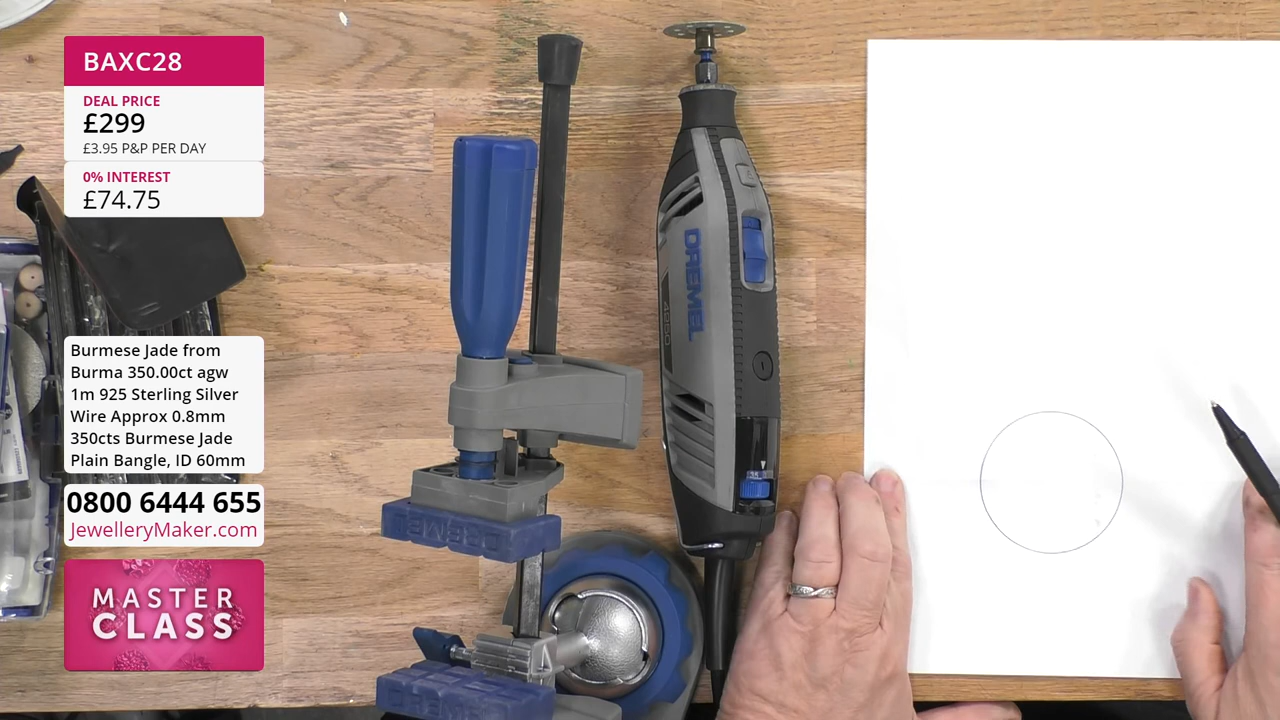 BAXC28
DEAL PRICE
£299
£3.95 P&P PER DAY
0% INTEREST
£74.75
Burmese Jade from
Burma 350.00ct agw
1m 925 Sterling Silver
Wire Approx 0.8mm
350cts Burmese Jade
Plain Bangle, ID 60mm
0800 6444 655
JewelleryMaker.com
MASTER
CLASS
DREMEL
DREMEL
DREMEL